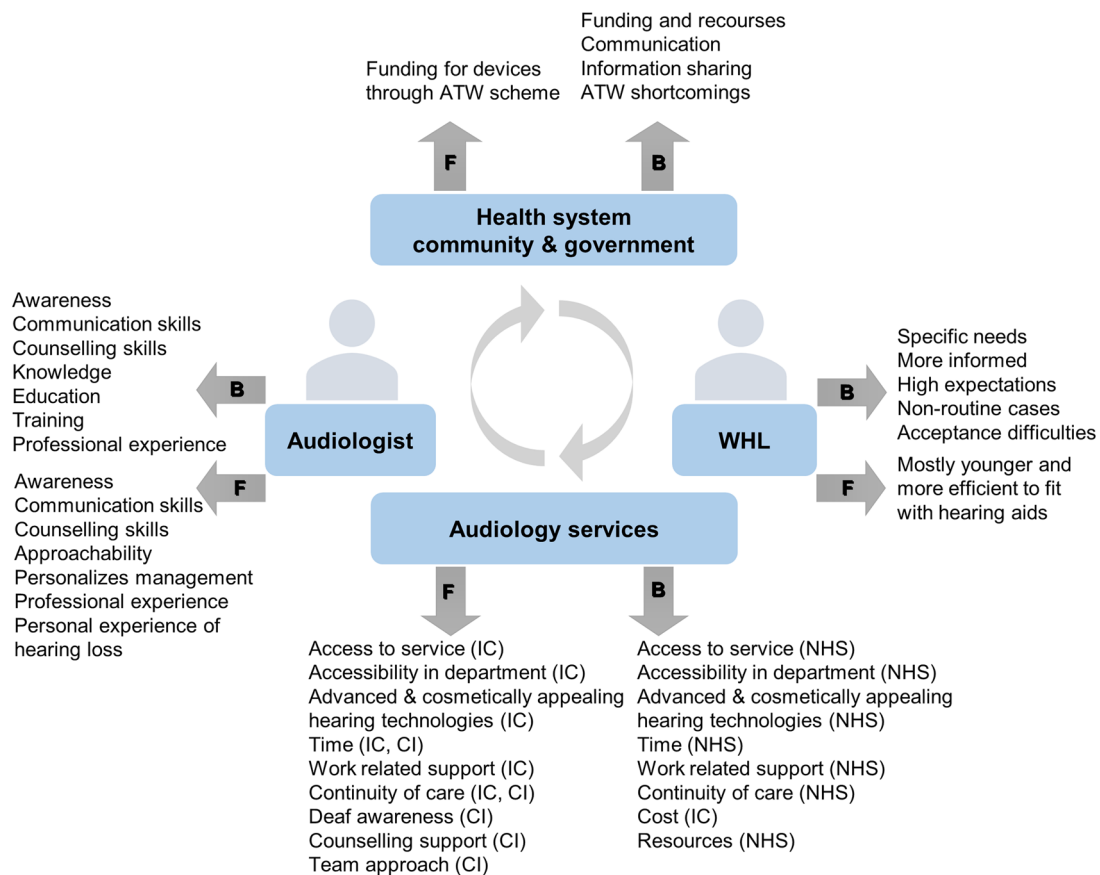 Funding for devices
through ATW scheme
Funding and recourses
Communication
Information sharing
ATW shortcomings
F
B
Health system
community & government
Awareness
Communication skills
Counselling skills
Knowledge
Education
Training
Professional experience
B
Audiologist
F
Awareness
Communication skills
Counselling skills
Approachability
Personalizes management
Professional experience
Personal experience of
hearing loss
WHL
B
Specific needs
More informed
High expectations
Non-routine cases
Acceptance difficulties
F
Mostly younger and
more efficient to fit
with hearing aids
Audiology services
F
B
Access to service (IC)
Accessibility in department (IC)
Advanced & cosmetically appealing
hearing technologies (IC)
Time (IC, CI)
Work related support (IC)
Continuity of care (IC, CI)
Deaf awareness (CI)
Counselling support (CI)
Team approach (CI)
Access to service (NHS)
Accessibility in department (NHS)
Advanced & cosmetically appealing
hearing technologies (NHS)
Time (NHS)
Work related support (NHS)
Continuity of care (NHS)
Cost (IC)
Resources (NHS)